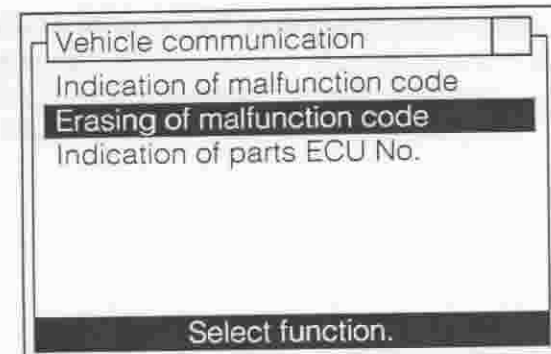 Vehicle communication
Indication of malfunction code
Erasing of malfunction code
Indication of parts ECU No.
Select function.